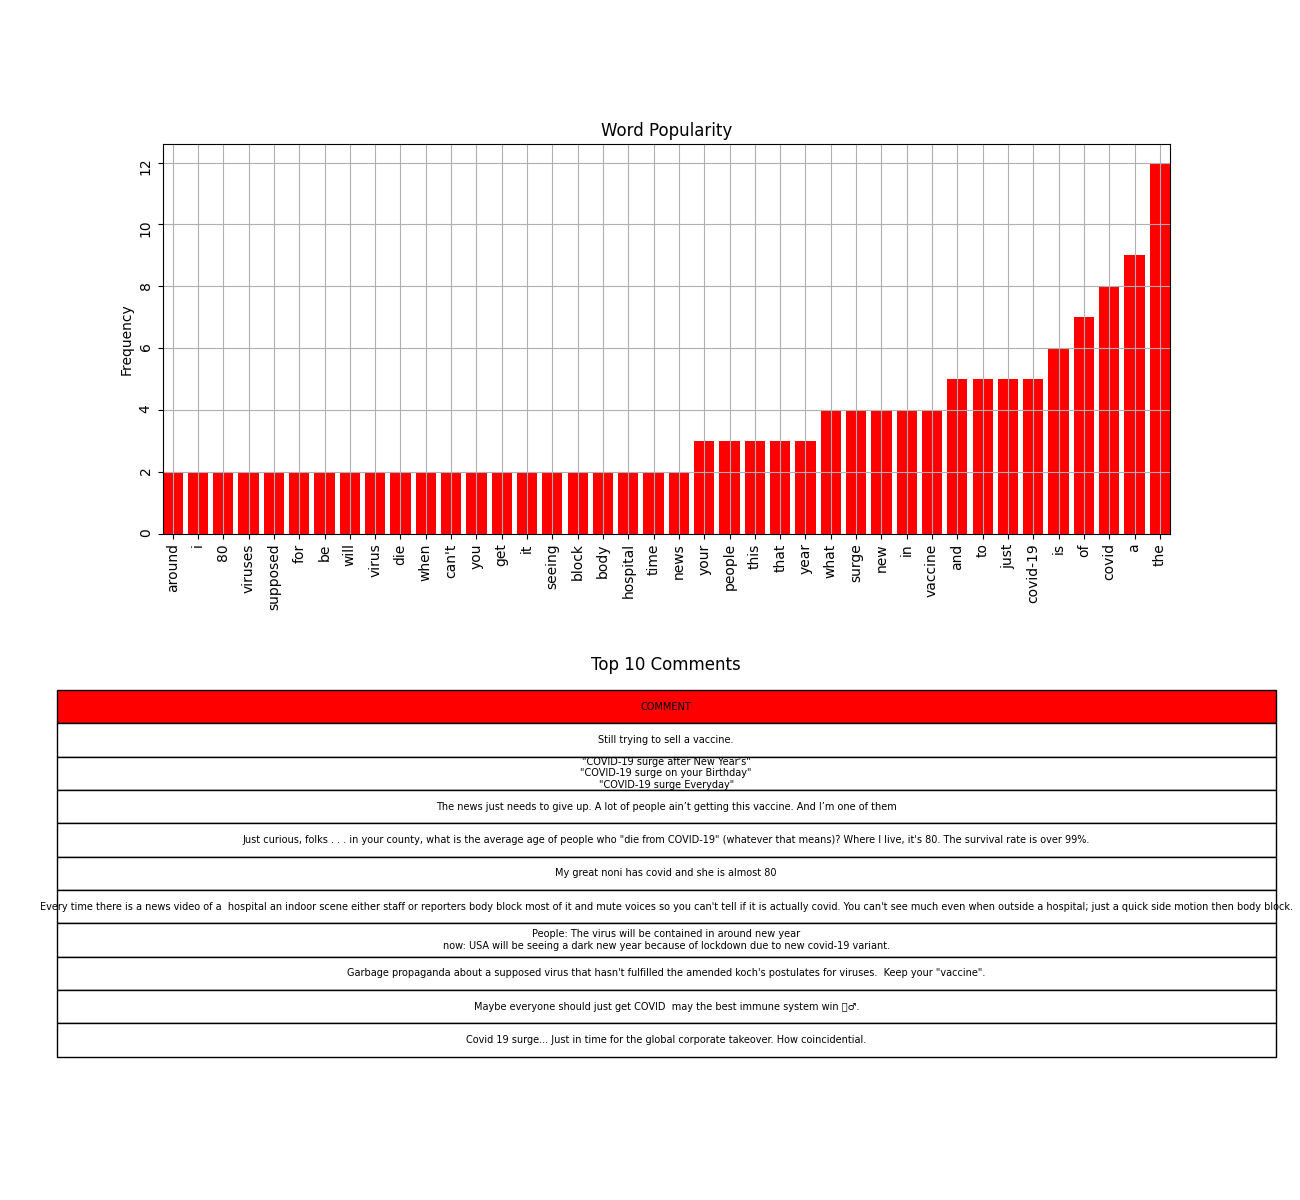 Word Popularity
Frequency
12
10
8
6
4
2
0
around
i
80
viruses
supposed
for
be
will
virus
die
when
can't
you
get
it
seeing
block
body
hospital
time
news
your
people
this
that
year
what
surge
new
in
vaccine
and
to
just
covid-19
is
of
covid
a
the
Top 10 Comments
COMMENT
Still trying to sell a vaccine.
"COVID-19 surge after New Year's"
"COVID-19 surge on your Birthday"
"COVID-19 surge Everyday"
The news just needs to give up. A lot of people ain’t getting this vaccine. And I’m one of them
Just curious, folks . . . in your county, what is the average age of people who "die from COVID-19" (whatever that means)? Where I live, it's 80. The survival rate is over 99%.
My great noni has covid and she is almost 80
Every time there is a news video of a  hospital an indoor scene either staff or reporters body block most of it and mute voices so you can't tell if it is actually covid. You can't see much even when outside a hospital; just a quick side motion then body block.
People: The virus will be contained in around new year
now: USA will be seeing a dark new year because of lockdown due to new covid-19 variant.
Garbage propaganda about a supposed virus that hasn't fulfilled the amended koch's postulates for viruses.  Keep your "vaccine".
Maybe everyone should just get COVID  may the best immune system win ▯♂.
Covid 19 surge... Just in time for the global corporate takeover. How coincidential.